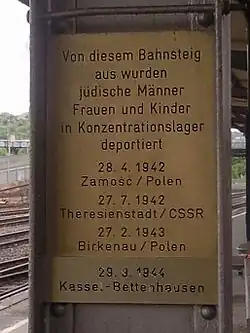 Von diesem Bahnsteig
aus wurden
jüdische Männer
Frauen und Kinder
in Konzentrationslager
deportiert
28. 4. 1942
Zamość/Polen
27. 7. 1942
Theresienstadt/CSSR
27. 2. 1943
Birkenau/Polen
29. 3. 1944
Kassel-Bettenhausen